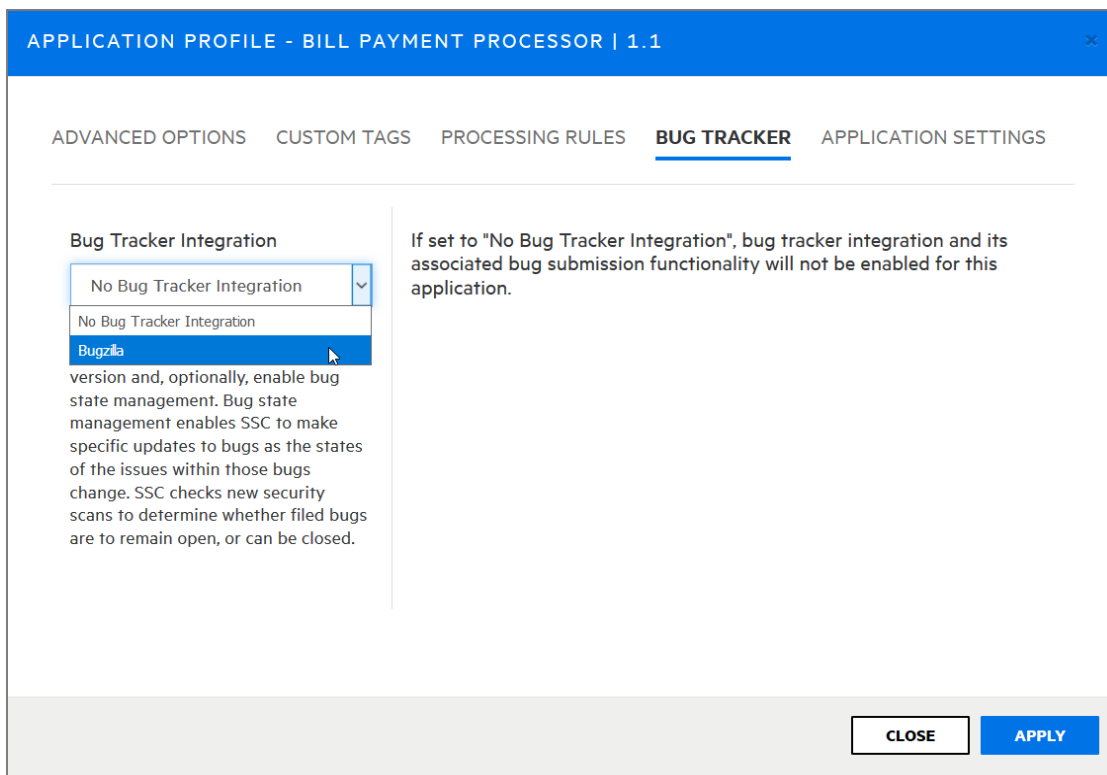 APPLICATION PROFILE - BILL PAYMENT PROCESSOR | 1.1
ADVANCED OPTIONS CUSTOM TAGS PROCESSING RULES BUG TRACKER APPLICATION SETTINGS
Bug Tracker Integration
No Bug Tracker Integration
No Bug Tracker Integration
Bugzilla
version and, optionally, enable bug
state management. Bug state
management enables SSC to make
specific updates to bugs as the states
of the issues within those bugs
change. SSC checks new security
scans to determine whether filed bugs
are to remain open, or can be closed.
If set to "No Bug Tracker Integration", bug tracker integration and its
associated bug submission functionality will not be enabled for this
application.
CLOSE APPLY